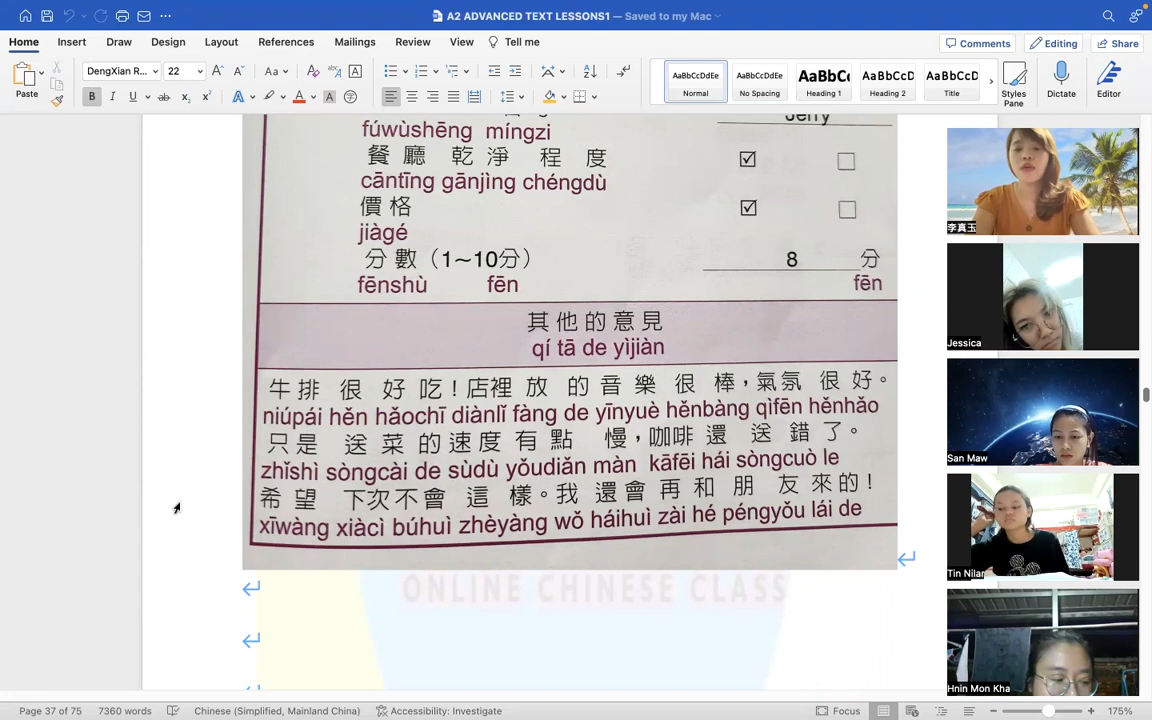 A2 ADVANCED TEXT LESSONS1 — Saved to my Mac
Home Insert Draw Design Layout References Mailings Review View Tell me
Comments Editing Share
Paste
DengXian R... 22
Aa
B I U ab x₂ x²
AaBbCcDdEe AaBbCcDdEe AaBbC AaBbCcD AaBbCcD
Normal No Spacing Heading 1 Heading 2 Title
Styles Pane
Dictate
Editor
Jerry
fúwùshēng míngzi
餐廳 乾淨 程 度
cāntīng gānjìng chéngdù
價格
jiàgé
分數（1～10分） 8 分
fēnshù fēn fēn
其他的意見
qí tā de yìjiàn
牛排 很 好 吃！店裡 放 的 音 樂 很 棒，氣氛 很 好。
niúpái hěn hǎochī diànlǐ fàng de yīnyuè hěnbàng qìfēn hěnhǎo
只是 送 菜 的 速度 有 點 慢，咖啡 還 送 錯 了。
zhǐshì sòngcài de sùdù yǒudiǎn màn kāfēi hái sòngcuò le
希望 下次不會 這 樣。我 還會 再 和 朋 友 來的！
xīwàng xiàcì búhuì zhèyàng wǒ háihuì zài hé péngyǒu lái de
ONLINE CHINESE CLASS
李真玉
Jessica
San Maw
Tin Nilar
Hnin Mon Kha
Page 37 of 75 7360 words Chinese (Simplified, Mainland China) Accessibility: Investigate Focus 175%